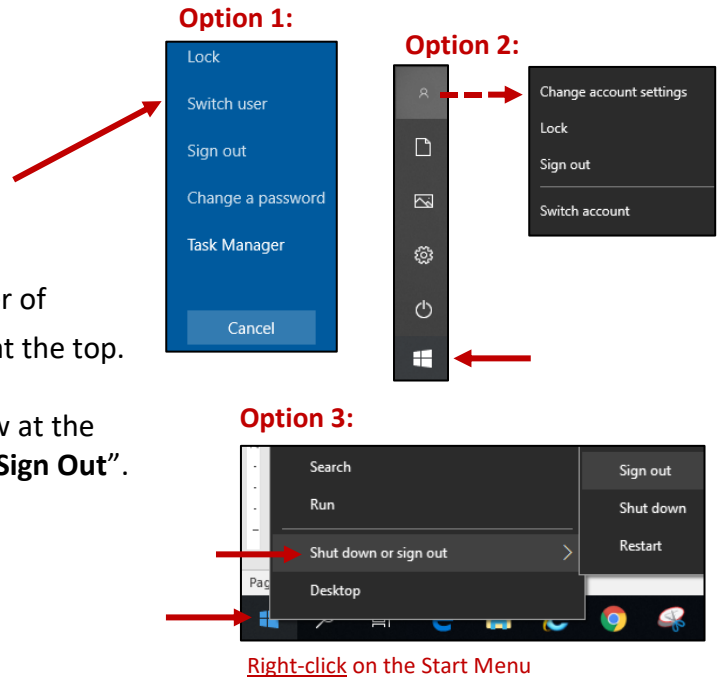 Option 1:
Lock
Switch user
Sign out
Change a password
Task Manager
Cancel
Option 2:
Change account settings
Lock
Sign out
Switch account
r of
at the top.
w at the
Sign Out”.
Option 3:
Search
Run
Shut down or sign out
Desktop
Sign out
Shut down
Restart
Pag
Right-click on the Start Menu